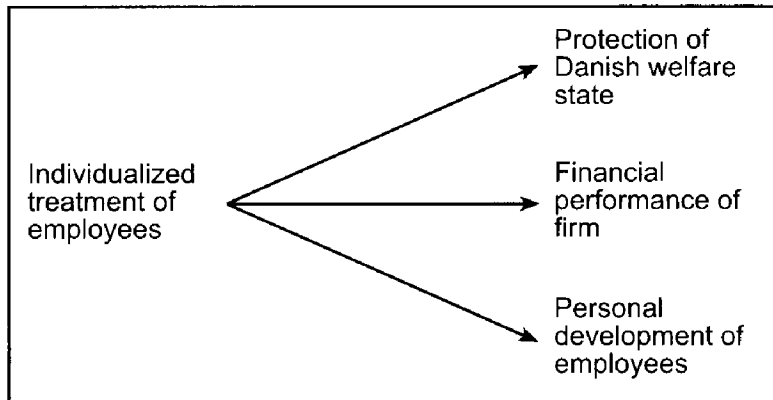 Individualized
treatment of
employees
Protection of
Danish welfare
state
Financial
performance of
firm
Personal
development of
employees